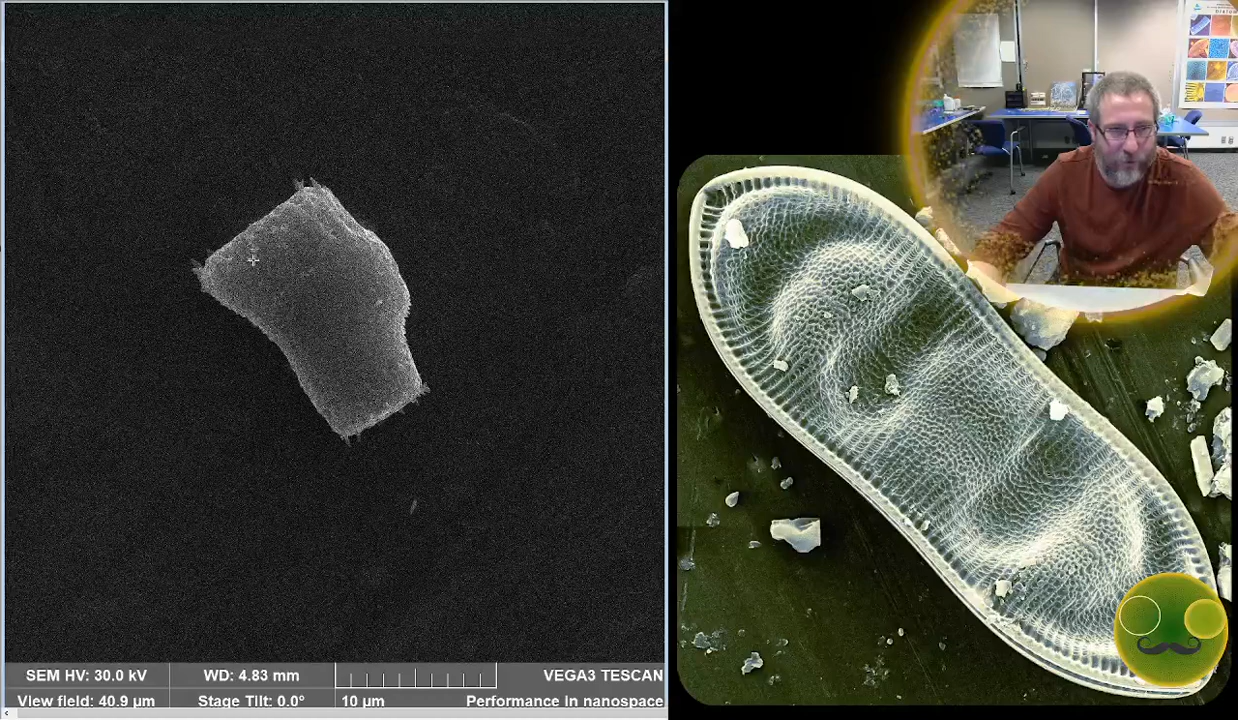 SEM HV: 30.0 kV
WD: 4.83 mm
VEGA3 TESCAN
View field: 40.9 µm
Stage Tilt: 0.0°
10 µm
Performance in nanospace